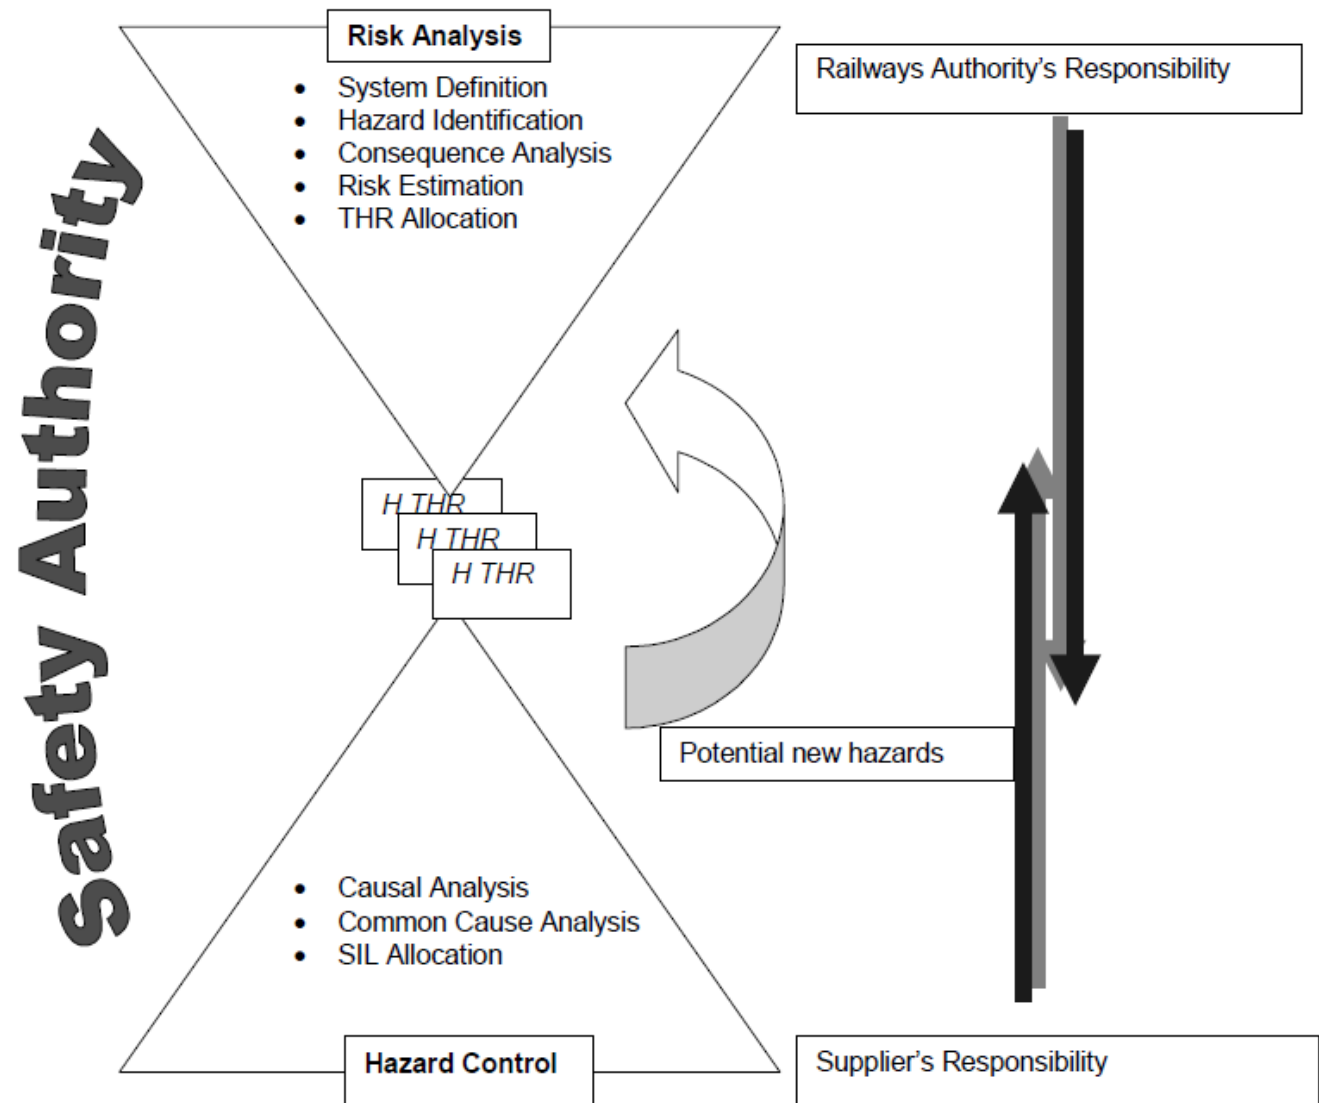 Risk Analysis
• System Definition
• Hazard Identification
• Consequence Analysis
• Risk Estimation
• THR Allocation
Railways Authority's Responsibility
Safety Authority
H THR
H THR
H THR
Potential new hazards
• Causal Analysis
• Common Cause Analysis
• SIL Allocation
Hazard Control
Supplier's Responsibility